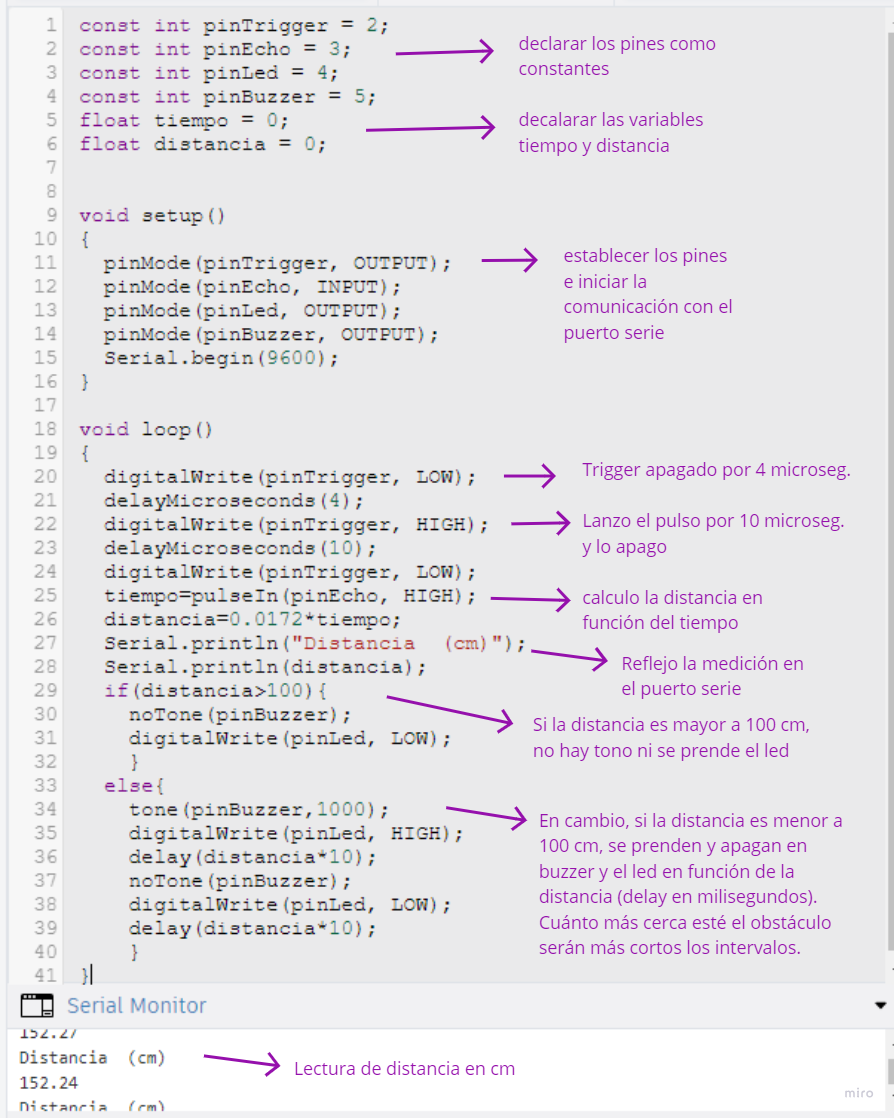 1 const int pinTrigger = 2;
2 const int pinEcho = 3;
3 const int pinLed = 4;
4 const int pinBuzzer = 5;
5 float tiempo = 0;
6 float distancia = 0;
7
8
9 void setup()
10 {
11 pinMode(pinTrigger, OUTPUT);
12 pinMode(pinEcho, INPUT);
13 pinMode(pinLed, OUTPUT);
14 pinMode(pinBuzzer, OUTPUT);
15 Serial.begin(9600);
16 }
17
18 void loop()
19 {
20 digitalWrite(pinTrigger, LOW);
21 delayMicroseconds(4);
22 digitalWrite(pinTrigger, HIGH);
23 delayMicroseconds(10);
24 digitalWrite(pinTrigger, LOW);
25 tiempo=pulseIn(pinEcho, HIGH);
26 distancia=0.0172*tiempo;
27 Serial.println("Distancia  (cm)");
28 Serial.println(distancia);
29 if(distancia>100){
30 noTone(pinBuzzer);
31 digitalWrite(pinLed, LOW);
32 }
33 else{
34 tone(pinBuzzer,1000);
35 digitalWrite(pinLed, HIGH);
36 delay(distancia*10);
37 noTone(pinBuzzer);
38 digitalWrite(pinLed, LOW);
39 delay(distancia*10);
40 }
41 }
declarar los pines como
constantes
decalarar las variables
tiempo y distancia
establecer los pines
e iniciar la
comunicación con el
puerto serie
Trigger apagado por 4 microseg.
Lanzo el pulso por 10 microseg.
y lo apago
calculo la distancia en
función del tiempo
Reflejo la medición en
el puerto serie
Si la distancia es mayor a 100 cm,
no hay tono ni se prende el led
En cambio, si la distancia es menor a
100 cm, se prenden y apagan en
buzzer y el led en función de la
distancia (delay en milisegundos).
Cuánto más cerca esté el obstáculo
serán más cortos los intervalos.
Serial Monitor
152.27
Distancia  (cm)
152.24
Distancia  (cm)
Lectura de distancia en cm
miro